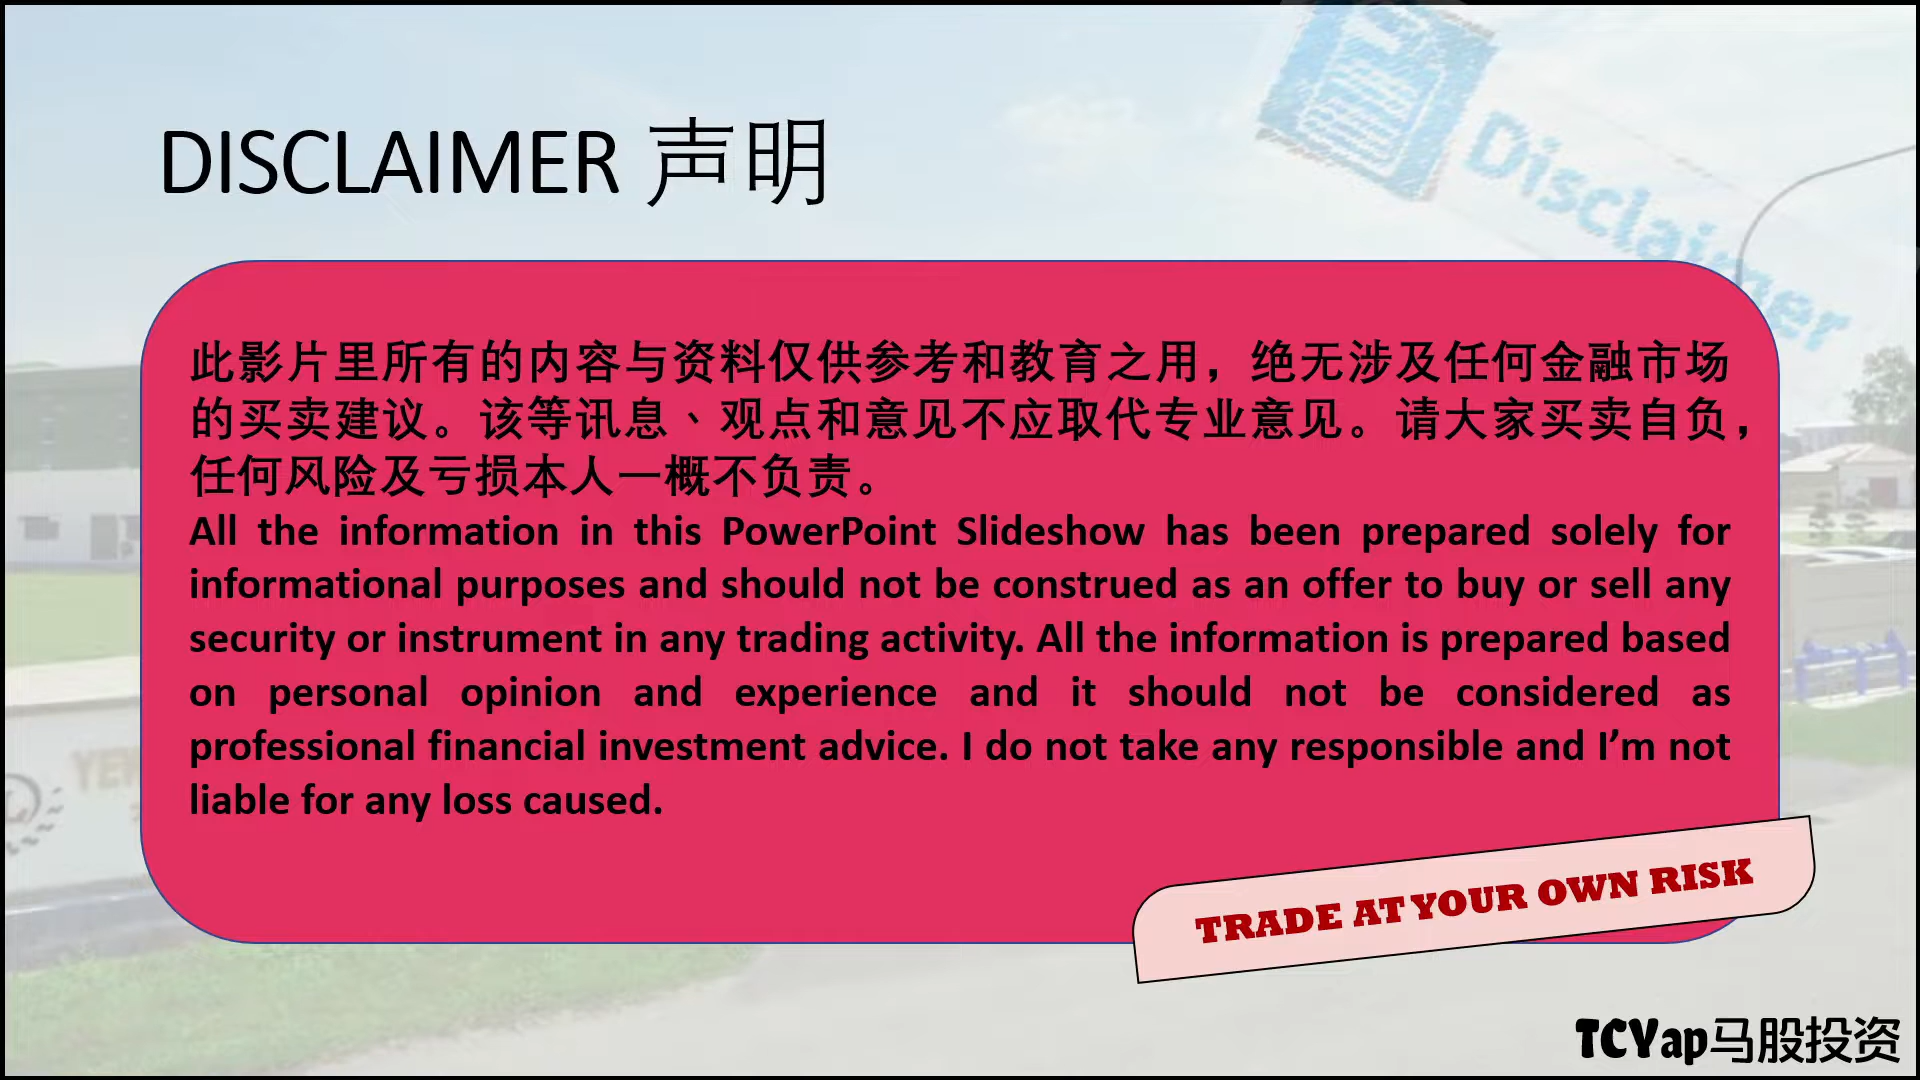 DISCLAIMER 声明
Disclaimer
此影片里所有的内容与资料仅供参考和教育之用，绝无涉及任何金融市场
的买卖建议。该等讯息、观点和意见不应取代专业意见。请大家买卖自负，
任何风险及亏损本人一概不负责。
All the information in this PowerPoint Slideshow has been prepared solely for
informational purposes and should not be construed as an offer to buy or sell any
security or instrument in any trading activity. All the information is prepared based
on personal opinion and experience and it should not be considered as
professional financial investment advice. I do not take any responsible and I’m not
liable for any loss caused.
TRADE AT YOUR OWN RISK
TCYap马股投资